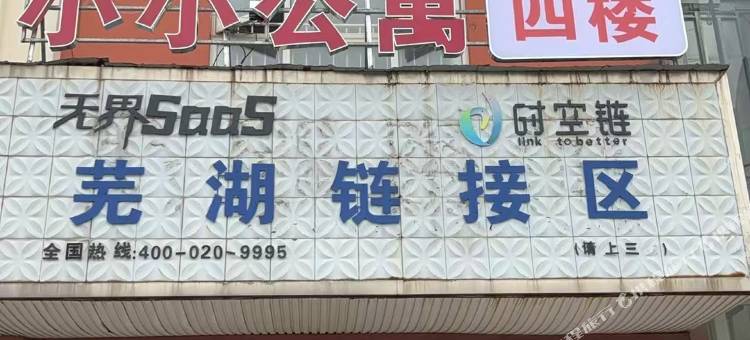 小小公寓 四楼
无界SaaS 时空链
link to better
芜湖链接区
全国热线:400-020-9995 (请上三 )